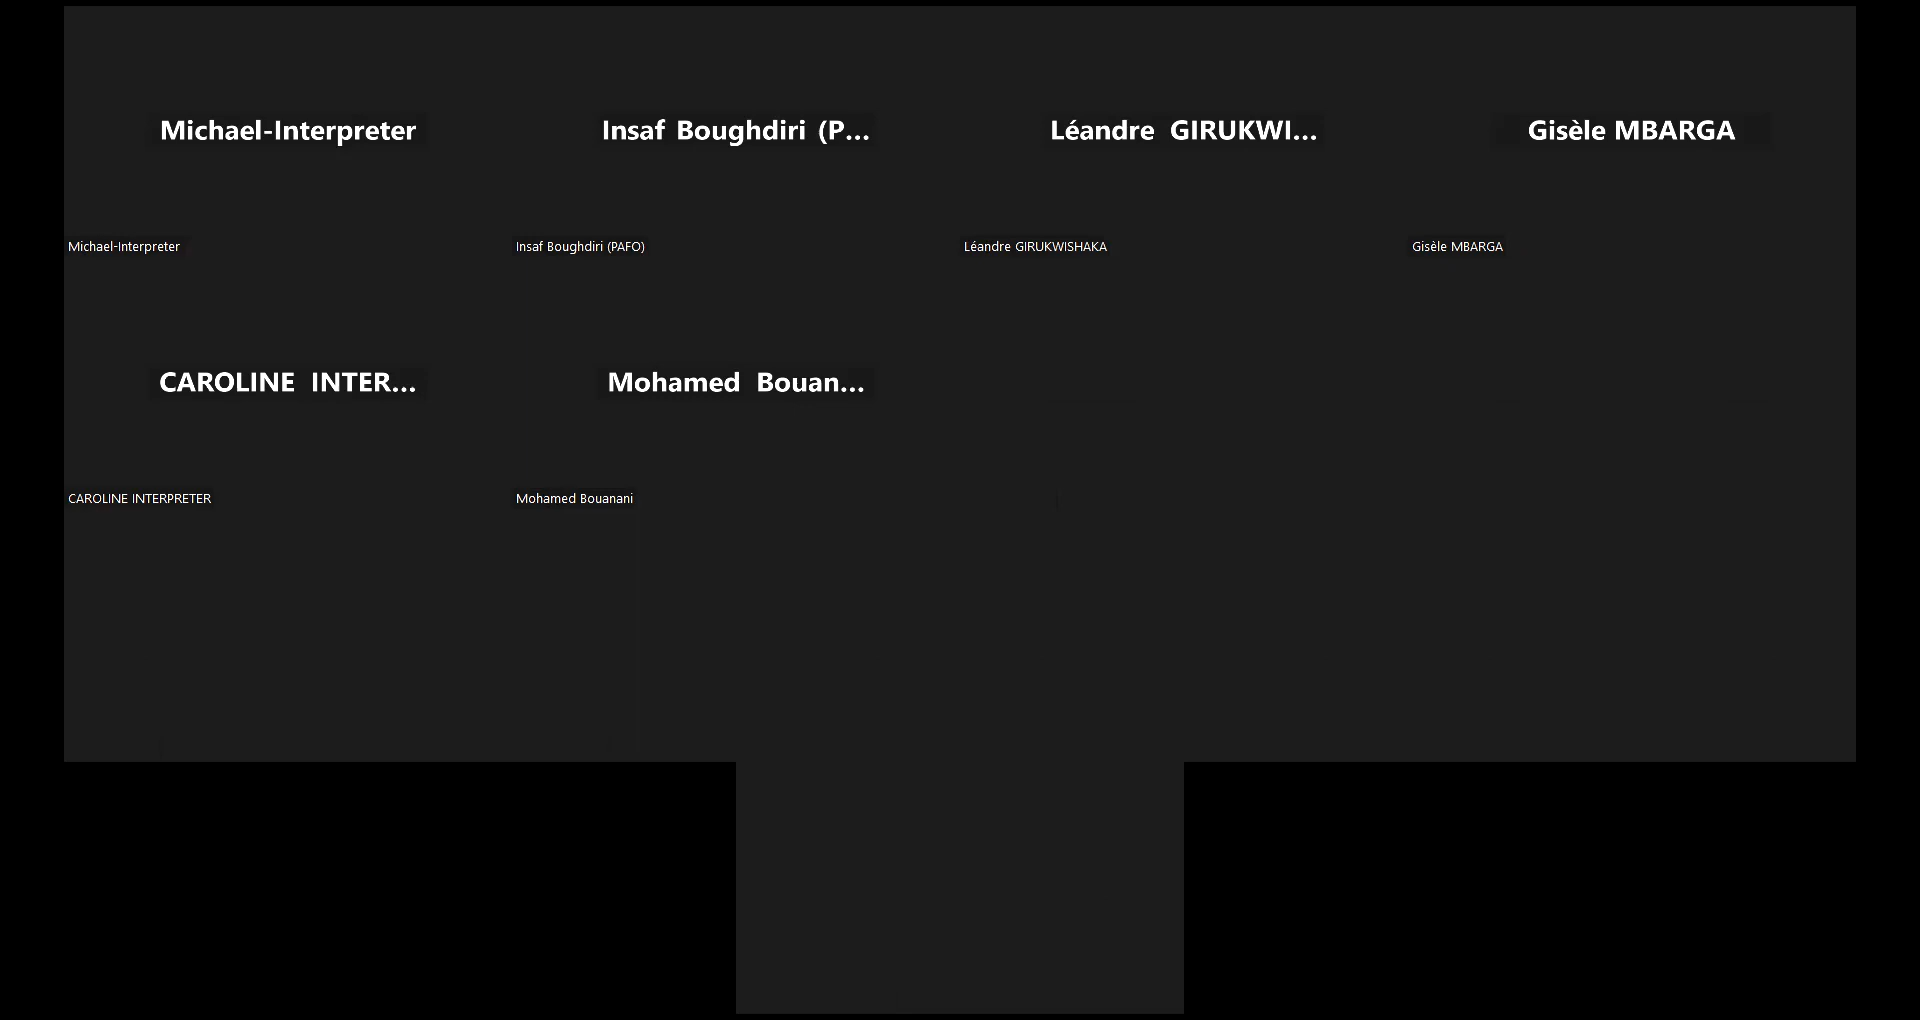 Michael-Interpreter
Insaf Boughdiri (P...
Léandre GIRUKWI...
Gisèle MBARGA
Michael-Interpreter
Insaf Boughdiri (PAFO)
Léandre GIRUKWISHAKA
Gisèle MBARGA
CAROLINE INTER...
Mohamed Bouan...
CAROLINE INTERPRETER
Mohamed Bouanani